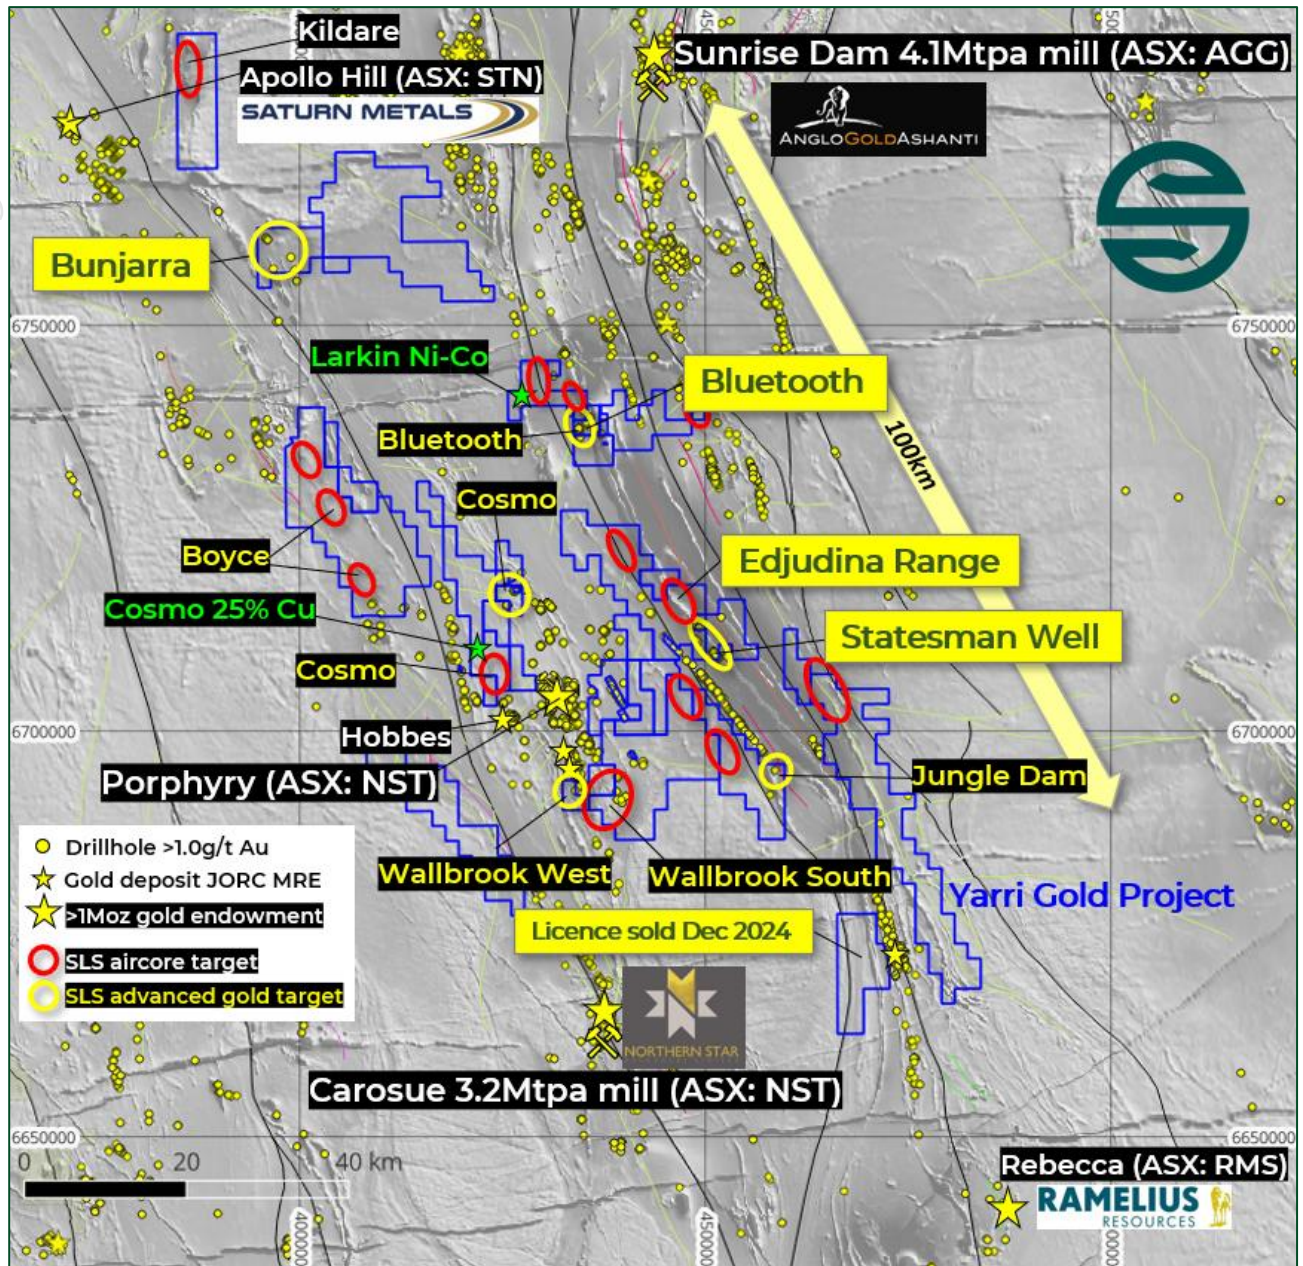 Kildare
Apollo Hill (ASX: STN)
SATURN METALS
Sunrise Dam 4.1Mtpa mill (ASX: AGG)
ANGLOGOLDASHANTI
Bunjarra
6750000
6750000
Larkin Ni-Co
Bluetooth
Bluetooth
100km
Cosmo
Boyce
Edjudina Range
Cosmo 25% Cu
Statesman Well
Cosmo
6700000
6700000
Hobbes
Porphyry (ASX: NST)
Jungle Dam
Wallbrook West
Wallbrook South
Yarri Gold Project
Licence sold Dec 2024
Drillhole >1.0g/t Au
Gold deposit JORC MRE
>1Moz gold endowment
SLS aircore target
SLS advanced gold target
NORTHERN STAR
Carosue 3.2Mtpa mill (ASX: NST)
6650000
6650000
0 20 40 km
Rebecca (ASX: RMS)
RAMELIUS
RESOURCES
400000
450000